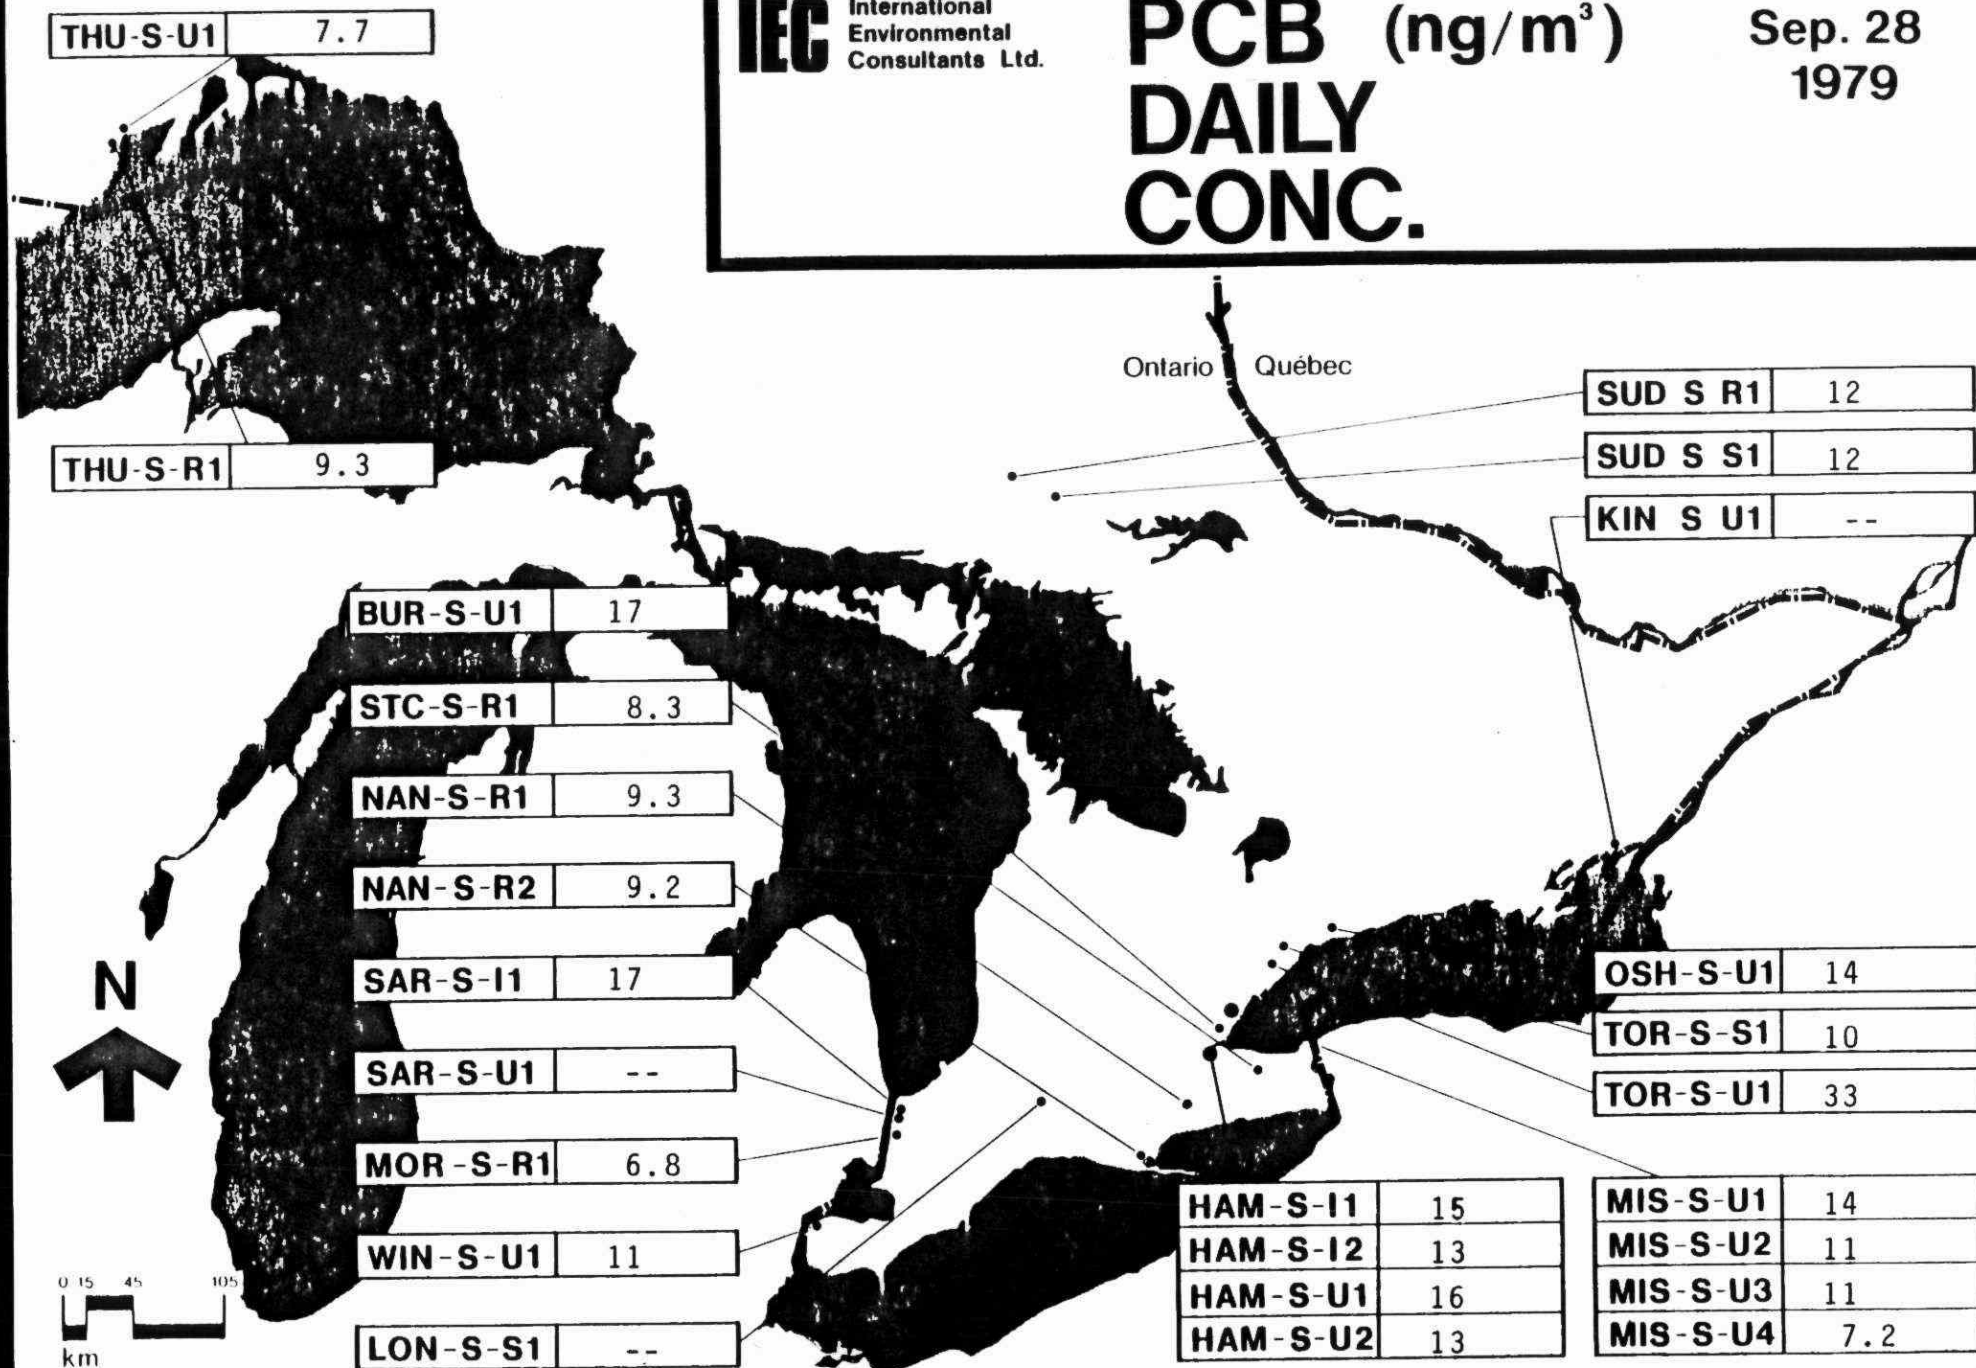 THU-S-U1 7.7
IEC International
Environmental
Consultants Ltd.
PCB (ng/m³)
DAILY
CONC.
Sep. 28
1979
Ontario Québec
THU-S-R1 9.3
SUD S R1 12
SUD S S1 12
KIN S U1 --
BUR-S-U1 17
STC-S-R1 8.3
NAN-S-R1 9.3
NAN-S-R2 9.2
SAR-S-I1 17
SAR-S-U1 --
MOR-S-R1 6.8
WIN-S-U1 11
LON-S-S1 --
N
0 15 45 105
km
OSH-S-U1 14
TOR-S-S1 10
TOR-S-U1 33
HAM-S-I1 15
HAM-S-I2 13
HAM-S-U1 16
HAM-S-U2 13
MIS-S-U1 14
MIS-S-U2 11
MIS-S-U3 11
MIS-S-U4 7.2